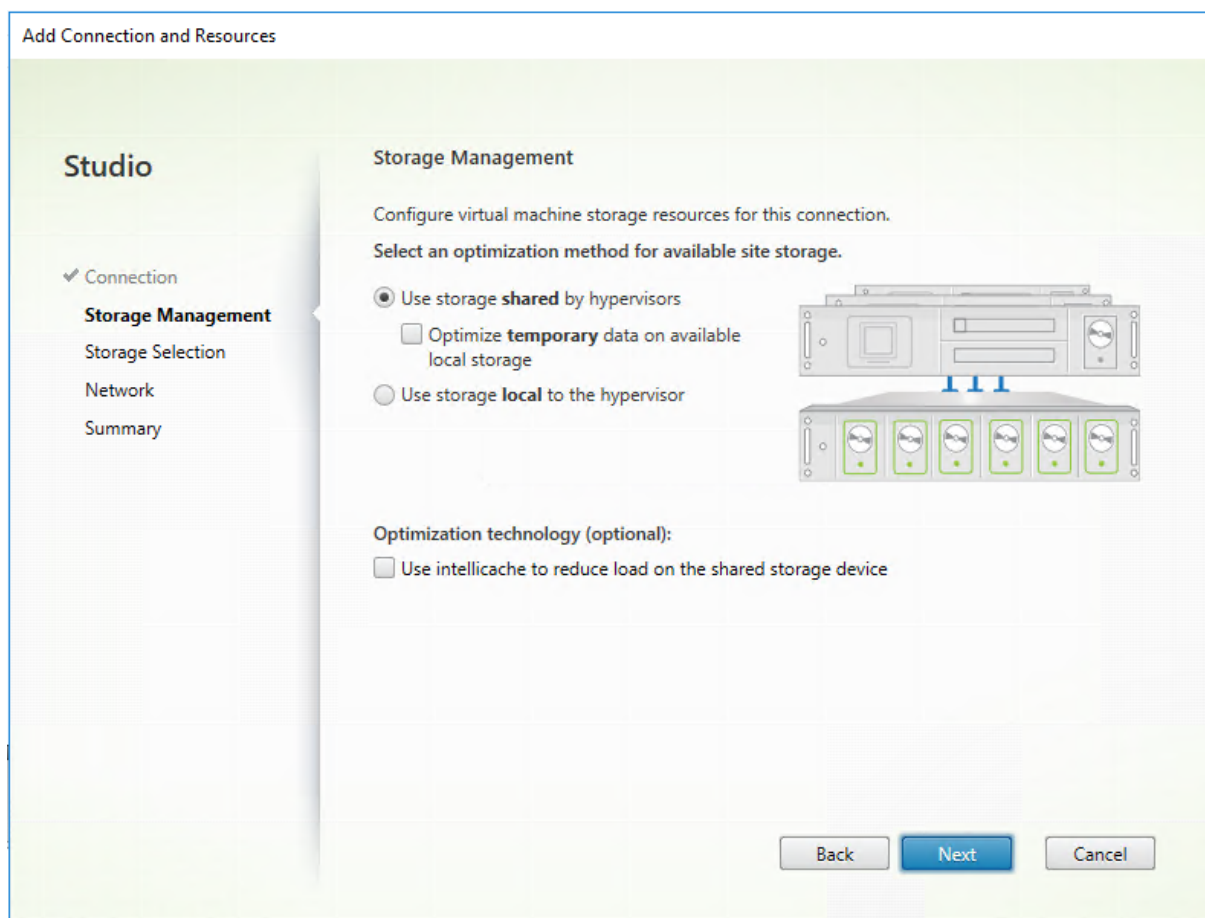 Add Connection and Resources
Studio
Connection
Storage Management
Storage Selection
Network
Summary
Storage Management
Configure virtual machine storage resources for this connection.
Select an optimization method for available site storage.
Use storage shared by hypervisors
Optimize temporary data on available
local storage
Use storage local to the hypervisor
Optimization technology (optional):
Use intellicache to reduce load on the shared storage device
Back
Next
Cancel